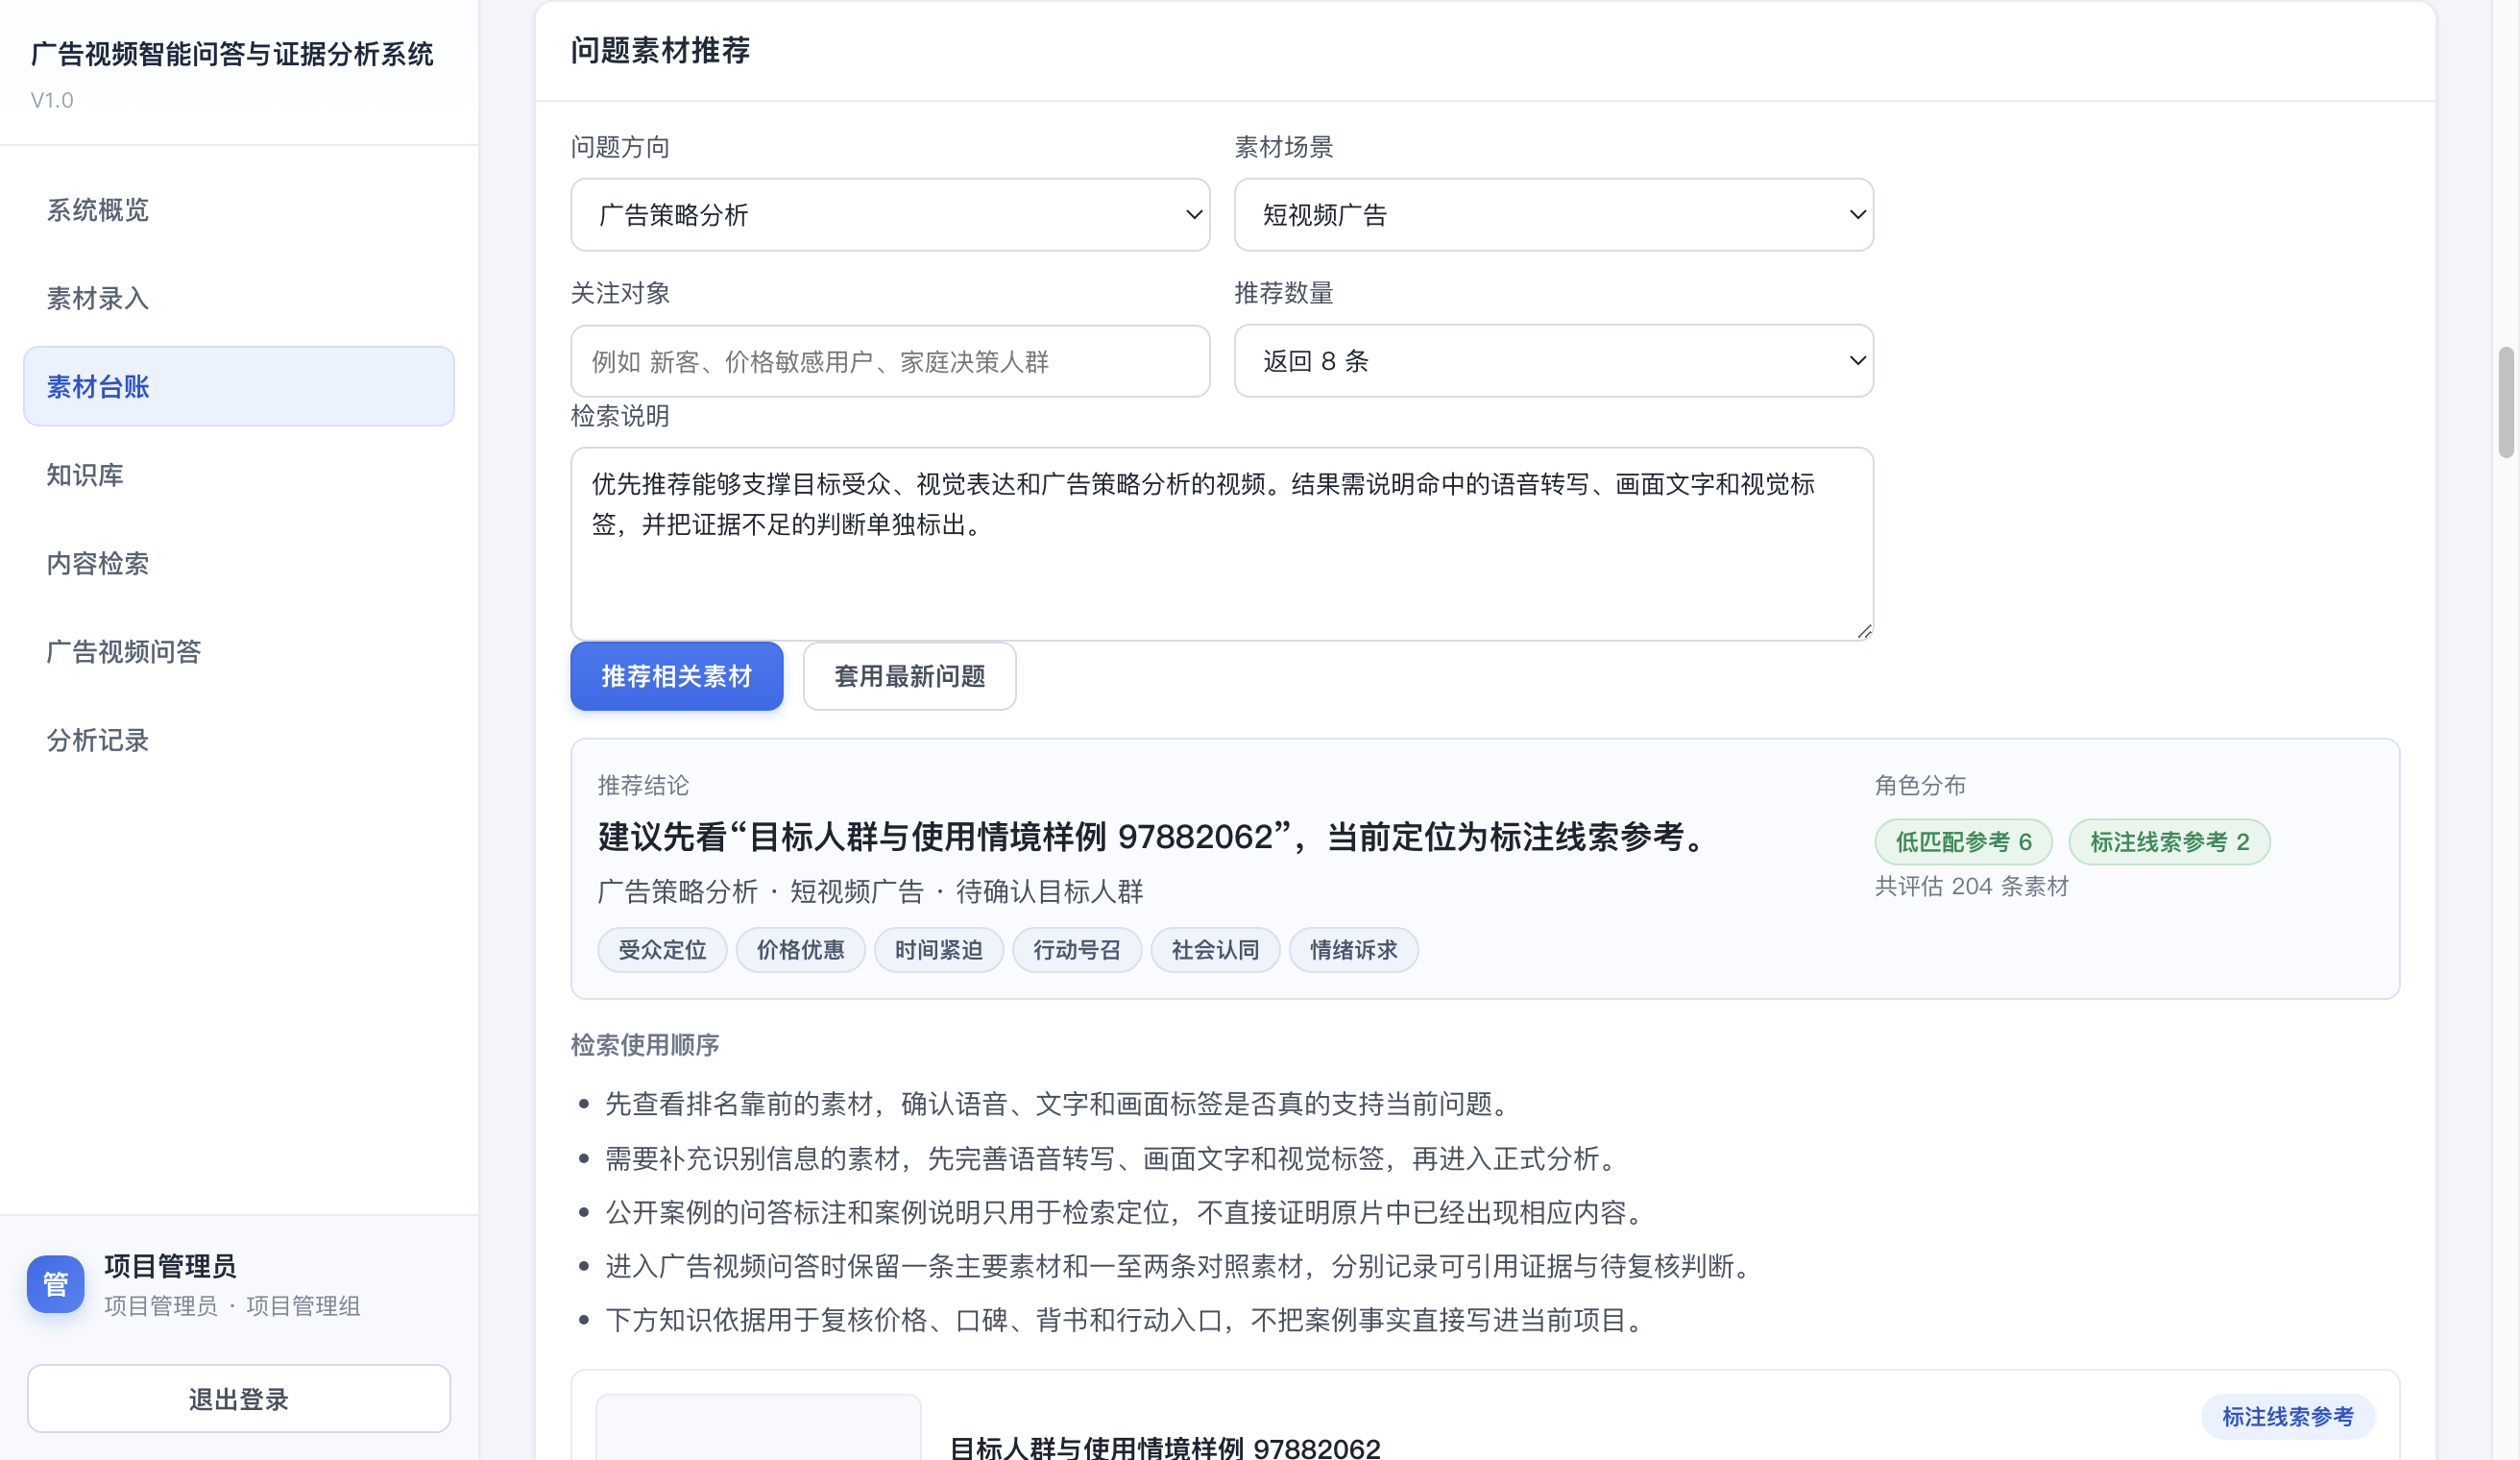 广告视频智能问答与证据分析系统
V1.0
系统概览
素材录入
素材台账
知识库
内容检索
广告视频问答
分析记录
管
项目管理员
项目管理员 · 项目管理组
退出登录
问题素材推荐
问题方向
素材场景
广告策略分析
短视频广告
关注对象
推荐数量
例如 新客、价格敏感用户、家庭决策人群
返回 8 条
检索说明
优先推荐能够支撑目标受众、视觉表达和广告策略分析的视频。结果需说明命中的语音转写、画面文字和视觉标
签，并把证据不足的判断单独标出。
推荐相关素材
套用最新问题
推荐结论
建议先看“目标人群与使用情境样例 97882062”，当前定位为标注线索参考。
广告策略分析 · 短视频广告 · 待确认目标人群
受众定位 价格优惠 时间紧迫 行动号召 社会认同 情绪诉求
角色分布
低匹配参考 6 标注线索参考 2
共评估 204 条素材
检索使用顺序
• 先查看排名靠前的素材，确认语音、文字和画面标签是否真的支持当前问题。
• 需要补充识别信息的素材，先完善语音转写、画面文字和视觉标签，再进入正式分析。
• 公开案例的问答标注和案例说明只用于检索定位，不直接证明原片中已经出现相应内容。
• 进入广告视频问答时保留一条主要素材和一至两条对照素材，分别记录可引用证据与待复核判断。
• 下方知识依据用于复核价格、口碑、背书和行动入口，不把案例事实直接写进当前项目。
标注线索参考
目标人群与使用情境样例 97882062